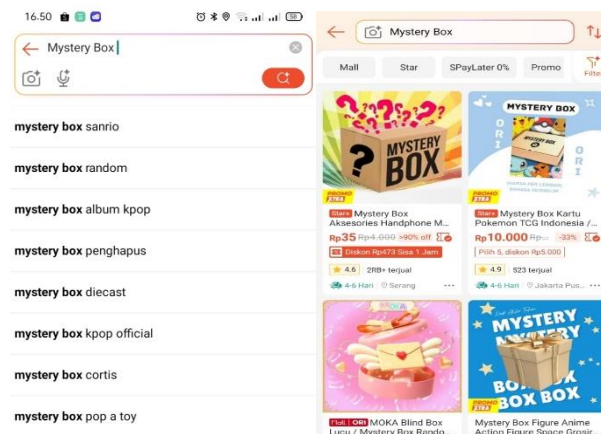 16.50
58
Mystery Box
mystery box sanrio
mystery box random
mystery box album kpop
mystery box penghapus
mystery box diecast
mystery box kpop official
mystery box cortis
mystery box pop a toy
Mystery Box
Mall
Star
SPayLater 0%
Promo
Filter
MYSTERY
BOX
PROMO
XTRA
Star+ Mystery Box
Aksesories Handphone M...
Rp35 Rp4.000 >90% off
Diskon Rp473 Sisa 1 Jam
4.6 2RB+ terjual
4-6 Hari Serang
MYSTERY BOX
ORI
ORI
PROMO
XTRA
Star+ Mystery Box Kartu
Pokemon TCG Indonesia /...
Rp10.000 Rp... -33%
Pilih 5, diskon Rp5.000
4.9 523 terjual
4-6 Hari Jakarta Pus...
MOKA
Mall ORI MOKA Blind Box
Lucu / Mystery Box Rando...
MYSTERY
MYSTERY
BOX BOX
PROMO
XTRA
Mystery Box Figure Anime
Action Figure Space Grosir...